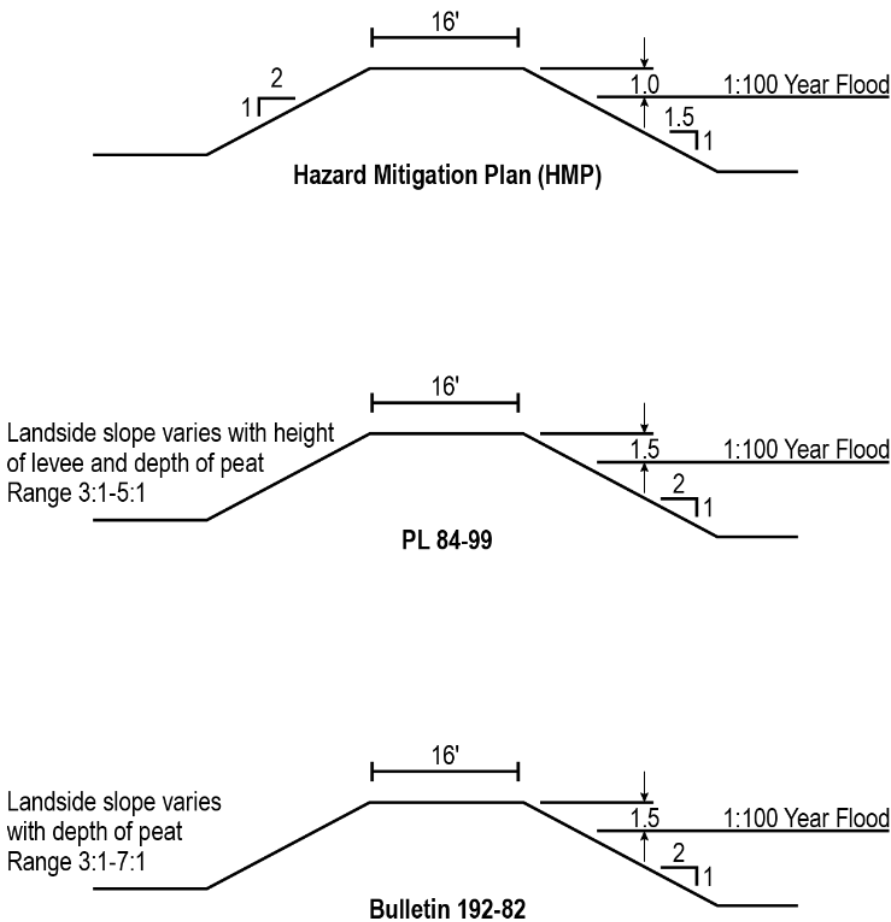 16'
2
1
1.0
1:100 Year Flood
1.5
1
Hazard Mitigation Plan (HMP)
16'
Landside slope varies with height
of levee and depth of peat
Range 3:1-5:1
1.5
1:100 Year Flood
2
1
PL 84-99
16'
Landside slope varies
with depth of peat
Range 3:1-7:1
1.5
1:100 Year Flood
2
1
Bulletin 192-82